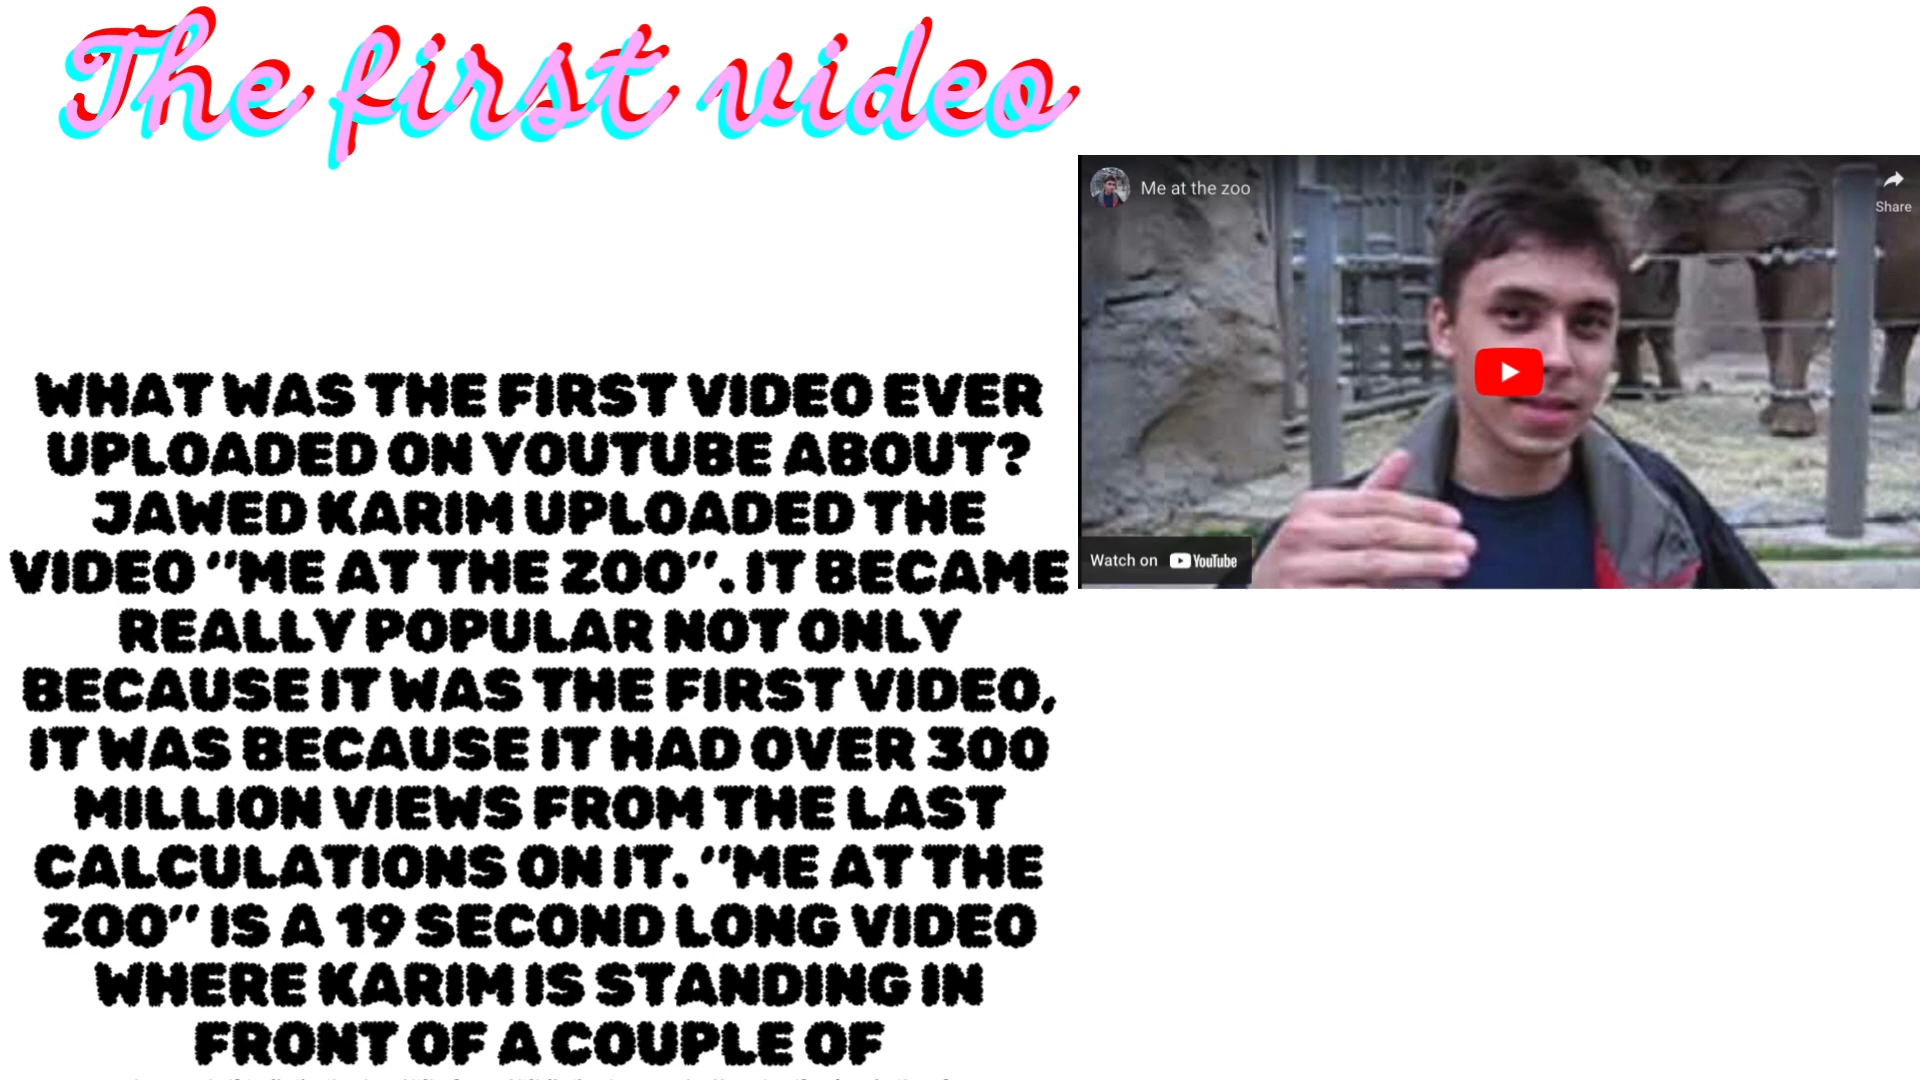 The first video
Me at the zoo
Share
Watch on YouTube
WHAT WAS THE FIRST VIDEO EVER
UPLOADED ON YOUTUBE ABOUT?
JAWED KARIM UPLOADED THE
VIDEO "ME AT THE ZOO". IT BECAME
REALLY POPULAR NOT ONLY
BECAUSE IT WAS THE FIRST VIDEO,
IT WAS BECAUSE IT HAD OVER 300
MILLION VIEWS FROM THE LAST
CALCULATIONS ON IT. "ME AT THE
ZOO" IS A 19 SECOND LONG VIDEO
WHERE KARIM IS STANDING IN
FRONT OF A COUPLE OF